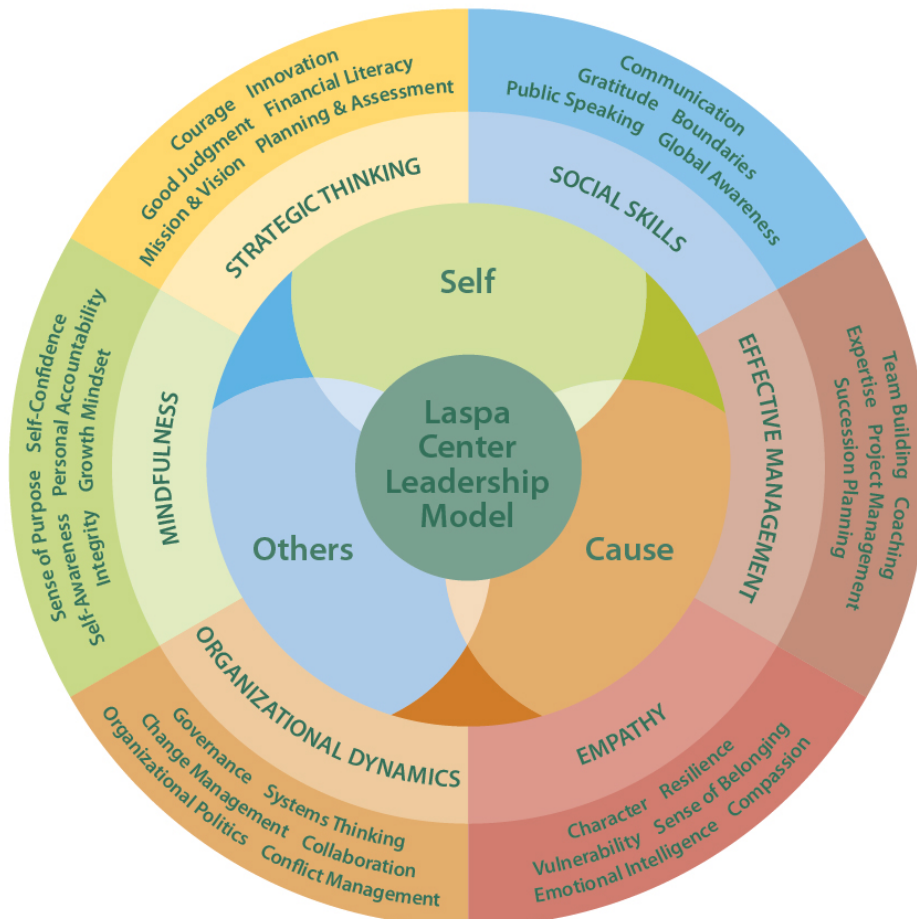 Courage Innovation
Good Judgment Financial Literacy
Mission & Vision Planning & Assessment
STRATEGIC THINKING
Communication
Gratitude Boundaries
Public Speaking Global Awareness
SOCIAL SKILLS
Team Building Coaching
Expertise Project Management
Succession Planning
EFFECTIVE MANAGEMENT
EMPATHY
Character Resilience
Vulnerability Sense of Belonging
Emotional Intelligence Compassion
ORGANIZATIONAL DYNAMICS
Governance Systems Thinking
Change Management Collaboration
Organizational Politics Conflict Management
Sense of Purpose Self-Confidence
Self-Awareness Personal Accountability
Integrity Growth Mindset
MINDFULNESS
Self
Laspa
Center
Leadership
Model
Others
Cause